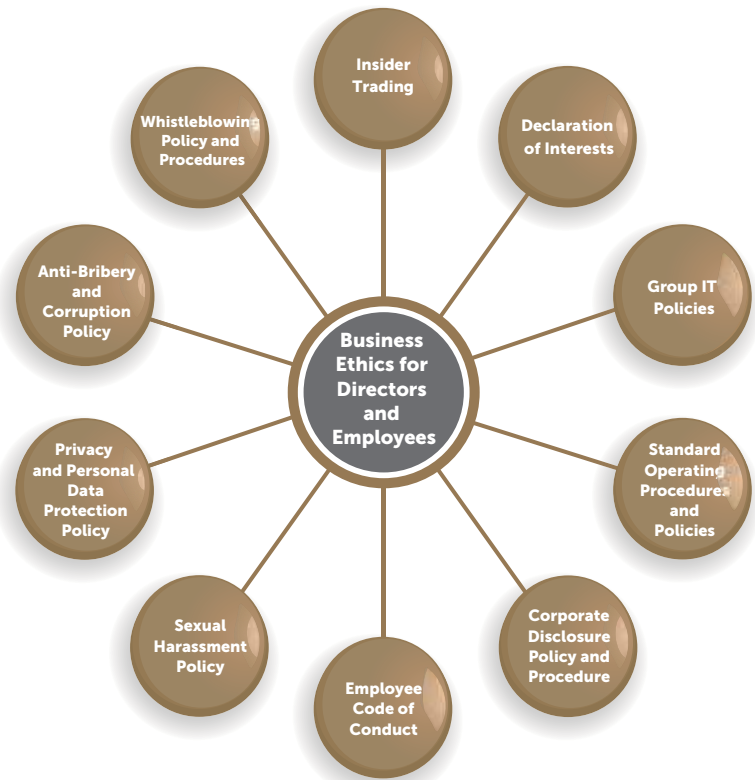 Insider
Trading
Declaration
of Interests
Group IT
Policies
Standard
Operating
Procedures
and
Policies
Corporate
Disclosure
Policy and
Procedure
Employee
Code of
Conduct
Sexual
Harassment
Policy
Privacy
and Personal
Data
Protection
Policy
Anti-Bribery
and
Corruption
Policy
Whistleblowing
Policy and
Procedures
Business
Ethics for
Directors
and
Employees